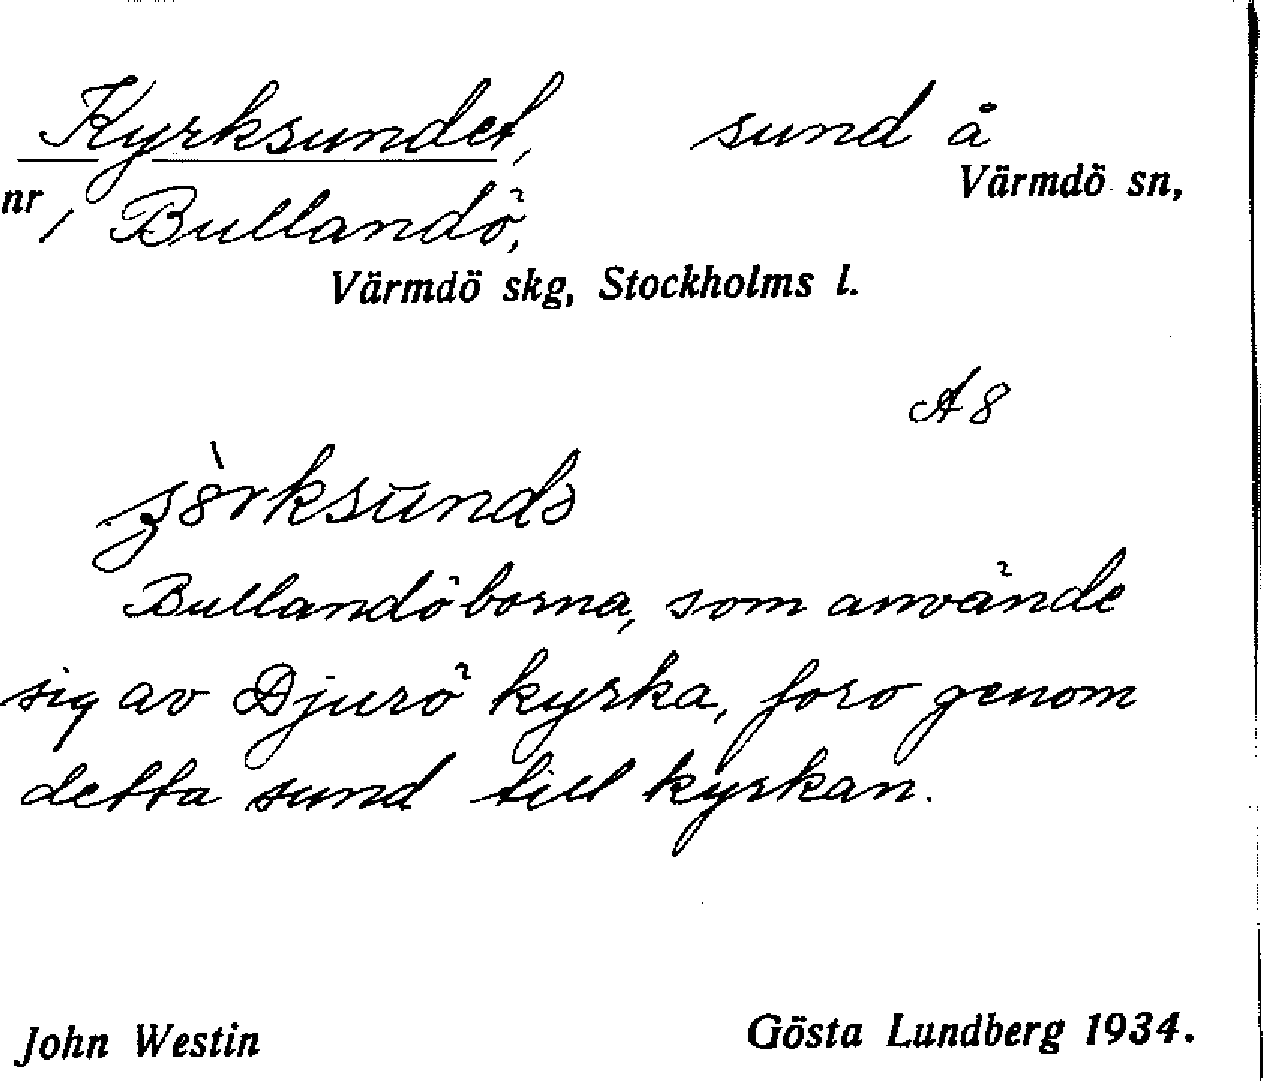 Kyrksundet, sund å
Värmdö sn,
nr 1 Bullandö,
Värmdö skg, Stockholms l.
A8
Bullandöborna, som använde
sig av Djurö kyrka, foro genom
detta sund till kyrkan.
John Westin Gösta Lundberg 1934.